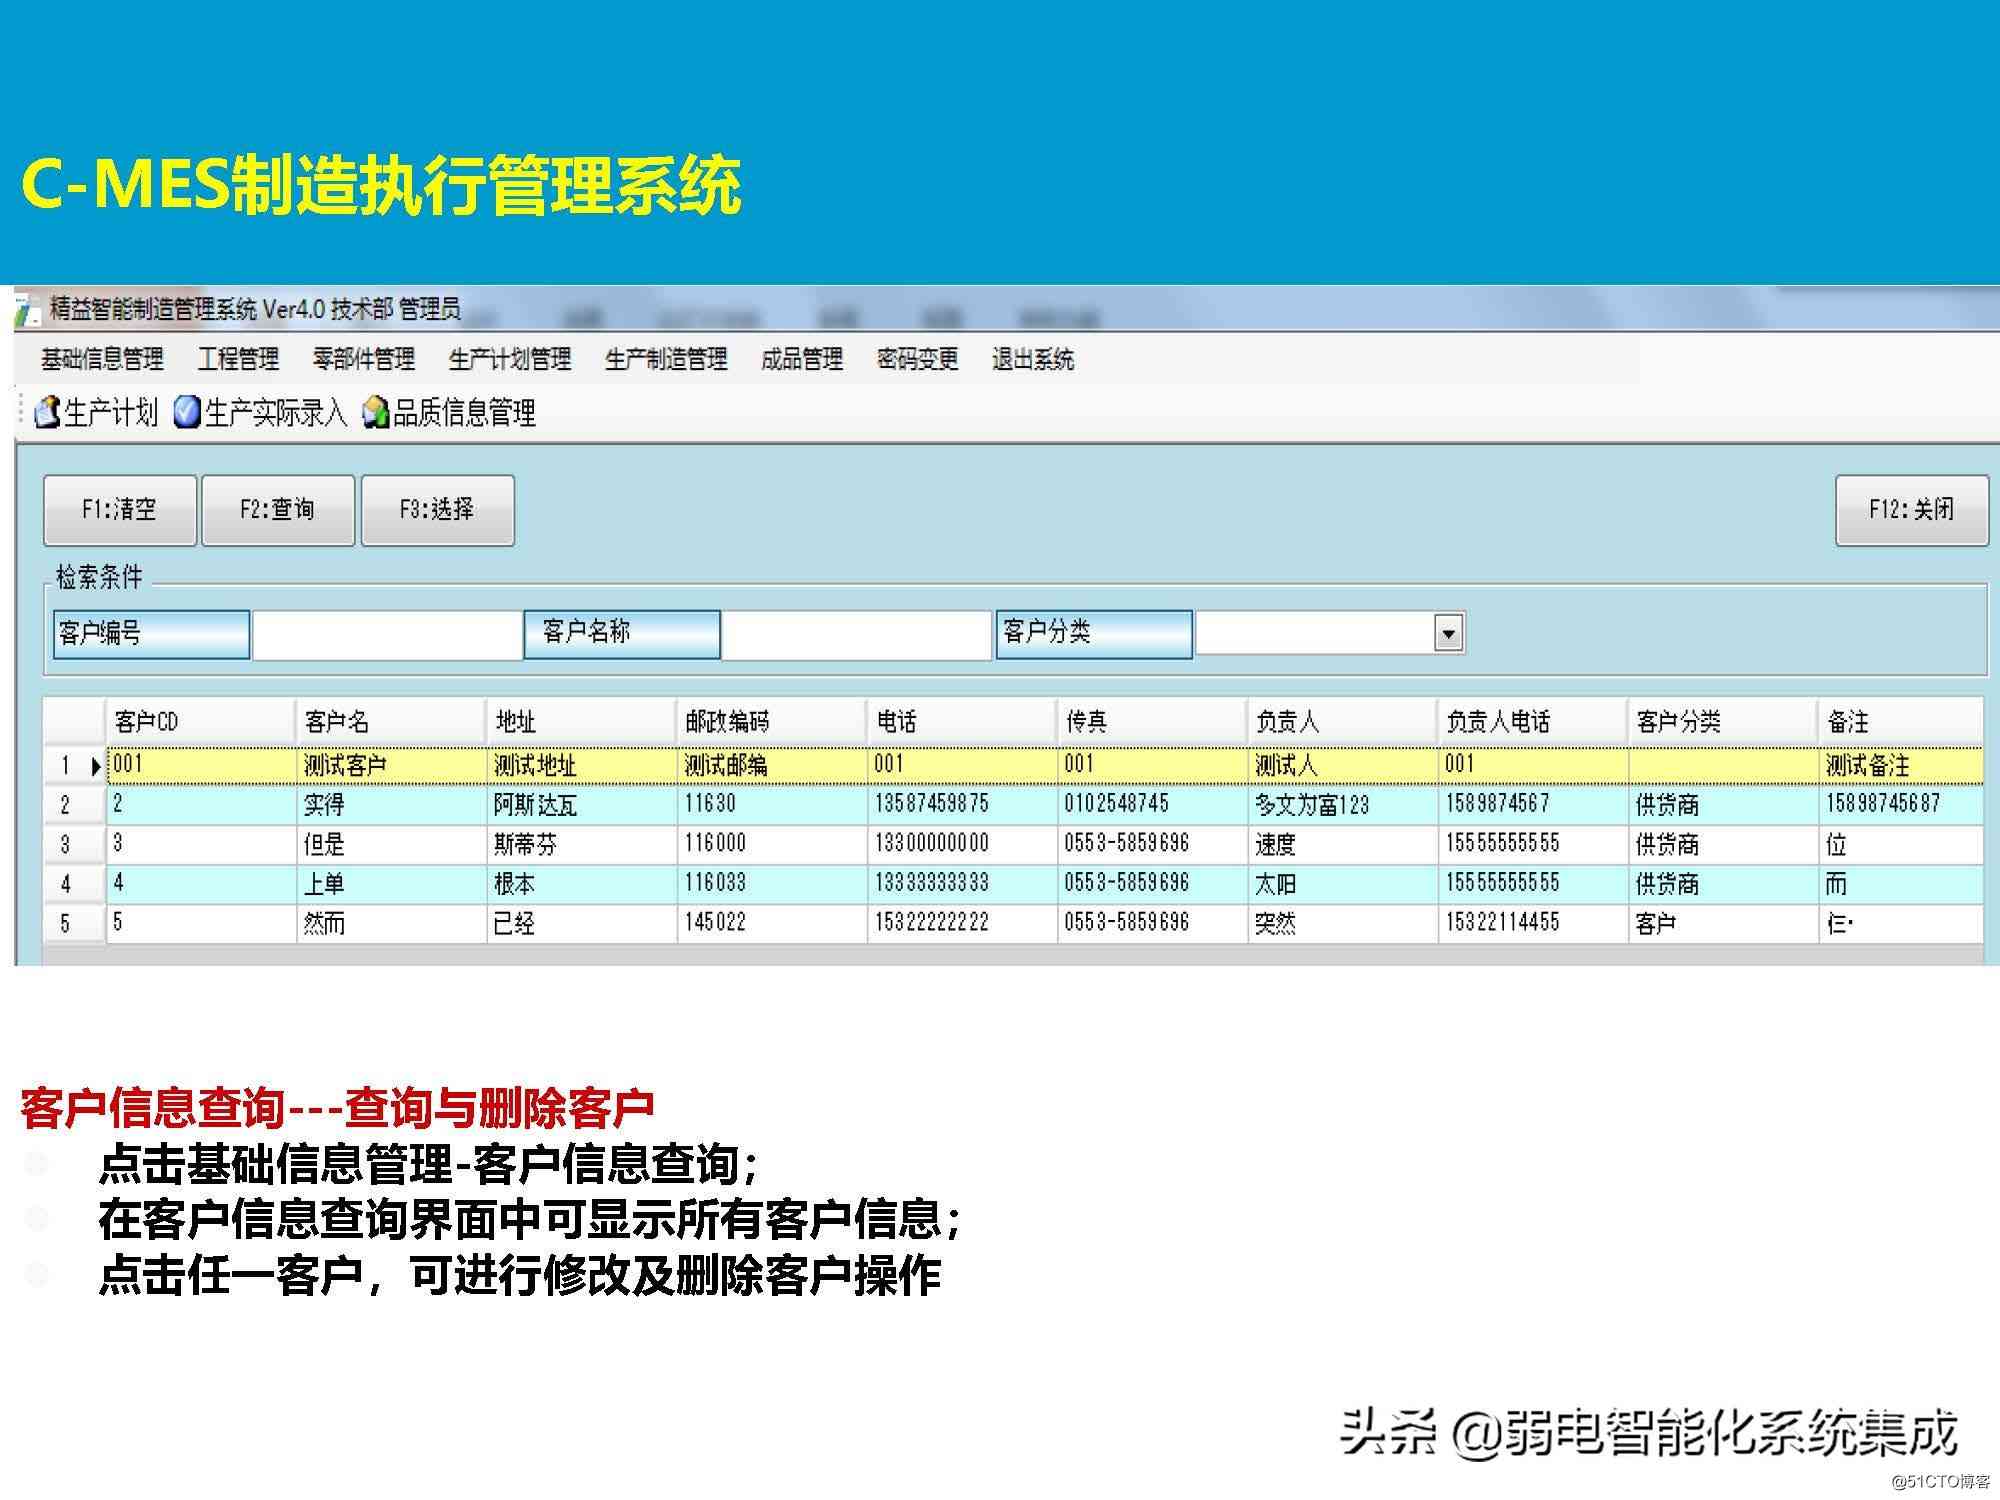 C-MES制造执行管理系统
精益智能制造管理系统 Ver4.0 技术部 管理员
基础信息管理 工程管理 零部件管理 生产计划管理 生产制造管理 成品管理 密码变更 退出系统
生产计划 生产实际录入 品质信息管理
F1:清空 F2:查询 F3:选择 F12:关闭
检索条件
客户编号 客户名称 客户分类
客户CD 客户名 地址 邮政编码 电话 传真 负责人 负责人电话 客户分类 备注
1 001 测试客户 测试地址 测试邮编 001 001 测试人 001 测试备注
2 2 实得 阿斯达瓦 11630 13587459875 0102548745 多文为富123 1589874567 供货商 15898745687
3 3 但是 斯蒂芬 116000 13300000000 0553-5859696 速度 15555555555 供货商 位
4 4 上单 根本 116033 13333333333 0553-5859696 太阳 15555555555 供货商 而
5 5 然而 已经 145022 15322222222 0553-5859696 突然 15322114455 客户
客户信息查询---查询与删除客户
点击基础信息管理-客户信息查询；
在客户信息查询界面中可显示所有客户信息；
点击任一客户，可进行修改及删除客户操作
头条 @弱电智能化系统集成
@51CTO博客